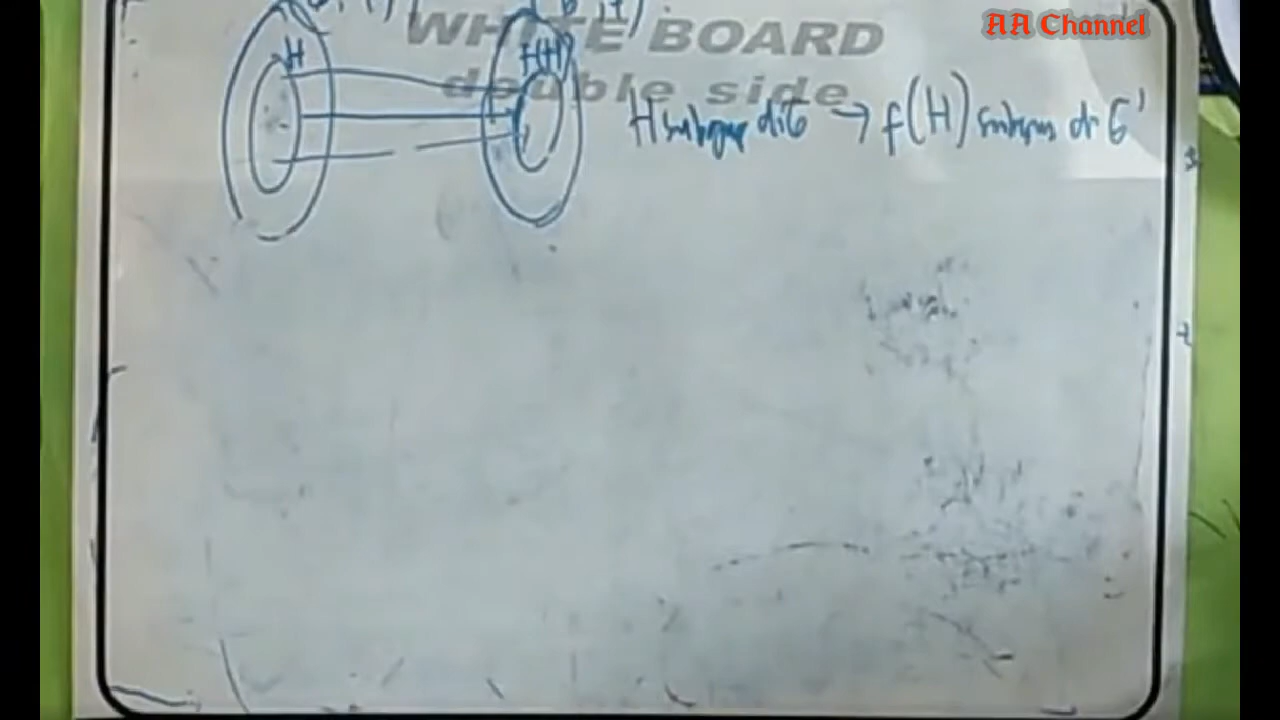 AA Channel
WHITE BOARD
double side
H
f(H)
H subgrup di G → f(H) subgrup di G'